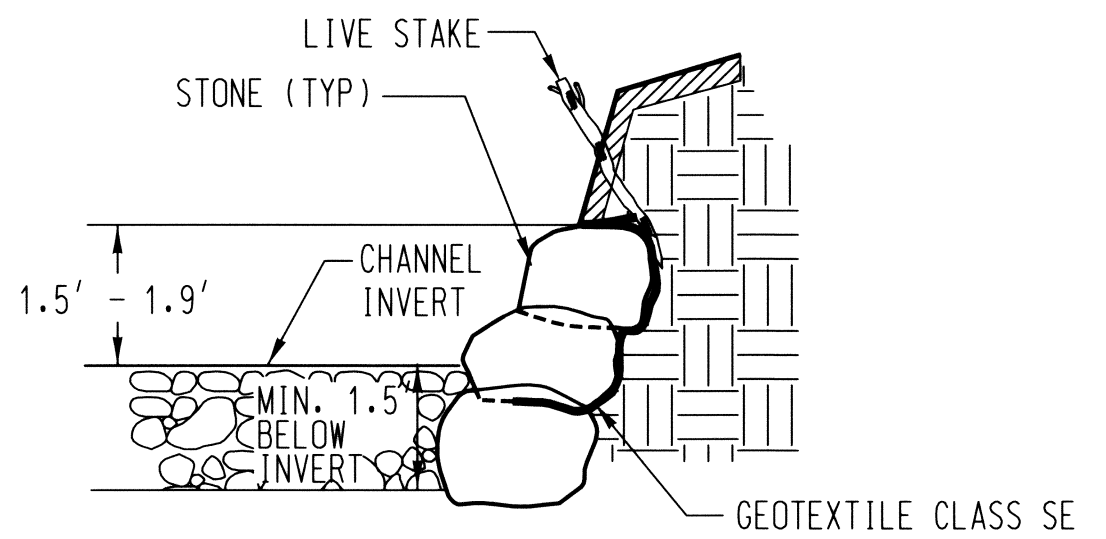 LIVE STAKE
STONE (TYP)
CHANNEL
INVERT
1.5' - 1.9'
MIN. 1.5'
BELOW
INVERT
GEOTEXTILE CLASS SE